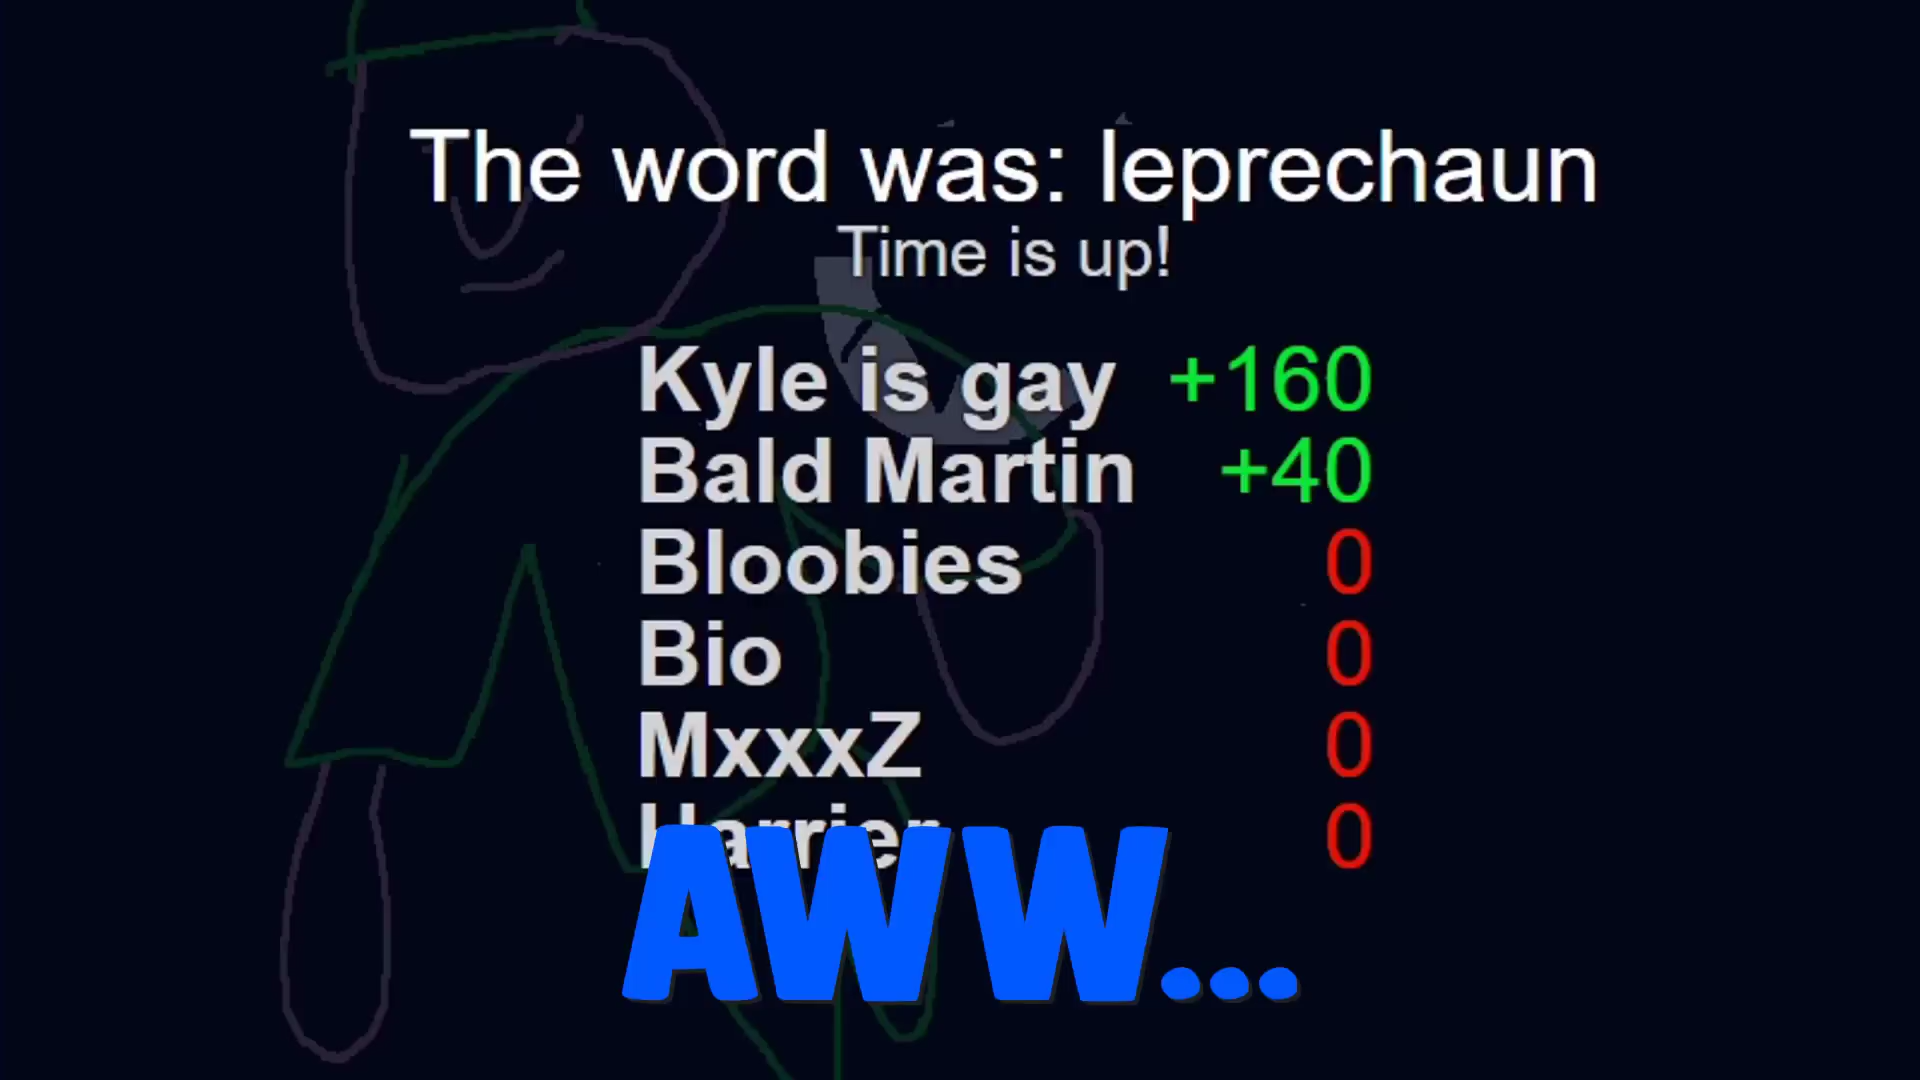 The word was: leprechaun
Time is up!
Kyle is gay +160
Bald Martin +40
Bloobies 0
Bio 0
MxxxZ 0
Harrier 0
AWW...